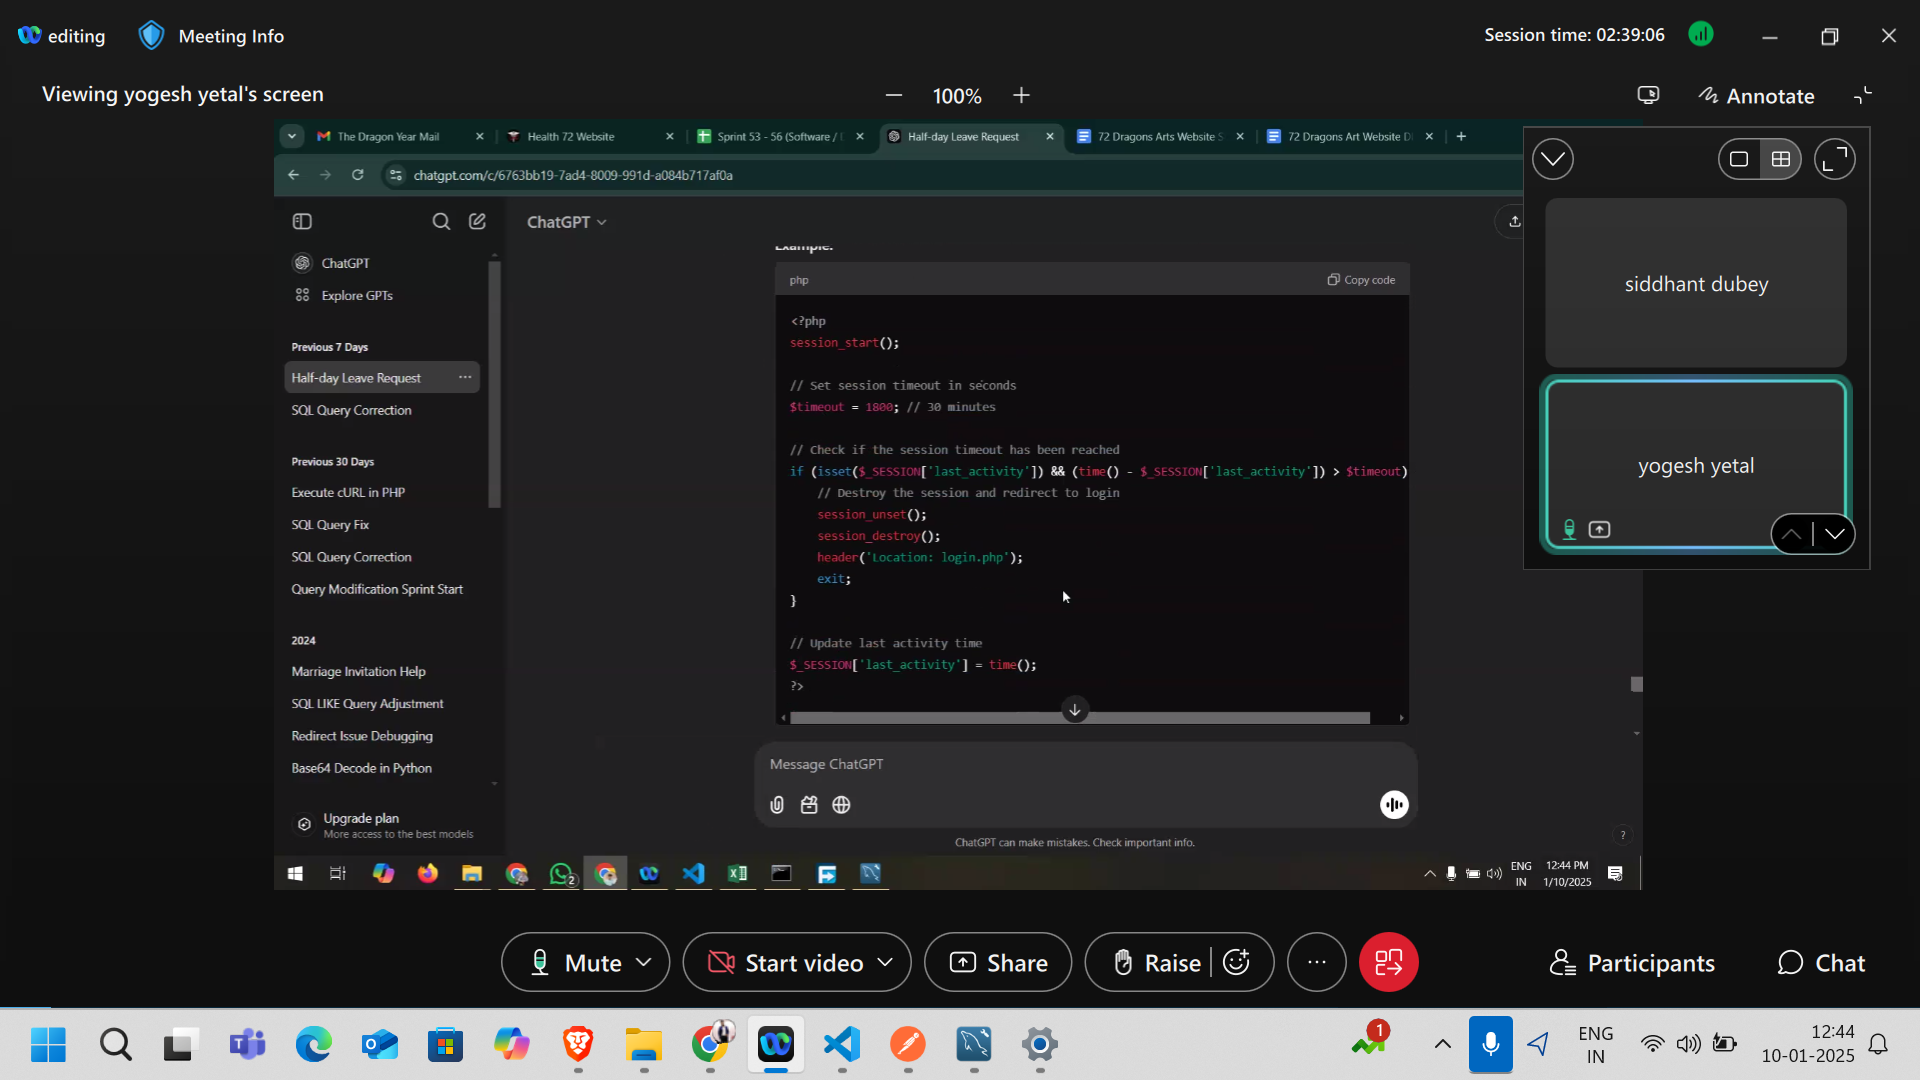 editing
Meeting Info
Session time: 02:39:06
Viewing yogesh yetal's screen
100%
Annotate
The Dragon Year Mail
Health 72 Website
Sprint 53 - 56 (Software /
Half-day Leave Request
72 Dragons Arts Website S
72 Dragons Art Website D
chatgpt.com/c/6763bb19-7ad4-8009-991d-a084b717af0a
ChatGPT
Explore GPTs
Previous 7 Days
Half-day Leave Request
SQL Query Correction
Previous 30 Days
Execute cURL in PHP
SQL Query Fix
SQL Query Correction
Query Modification Sprint Start
2024
Marriage Invitation Help
SQL LIKE Query Adjustment
Redirect Issue Debugging
Base64 Decode in Python
Upgrade plan
More access to the best models
ChatGPT
Example:
php
Copy code
<?php
session_start();
// Set session timeout in seconds
$timeout = 1800; // 30 minutes
// Check if the session timeout has been reached
if (isset($_SESSION['last_activity']) && (time() - $_SESSION['last_activity']) > $timeout)
// Destroy the session and redirect to login
session_unset();
session_destroy();
header('Location: login.php');
exit;
}
// Update last activity time
$_SESSION['last_activity'] = time();
?>
Message ChatGPT
ChatGPT can make mistakes. Check important info.
?
siddhant dubey
yogesh yetal
2
ENG
IN
12:44 PM
1/10/2025
Mute
Start video
Share
Raise
Participants
Chat
1
ENG
IN
12:44
10-01-2025